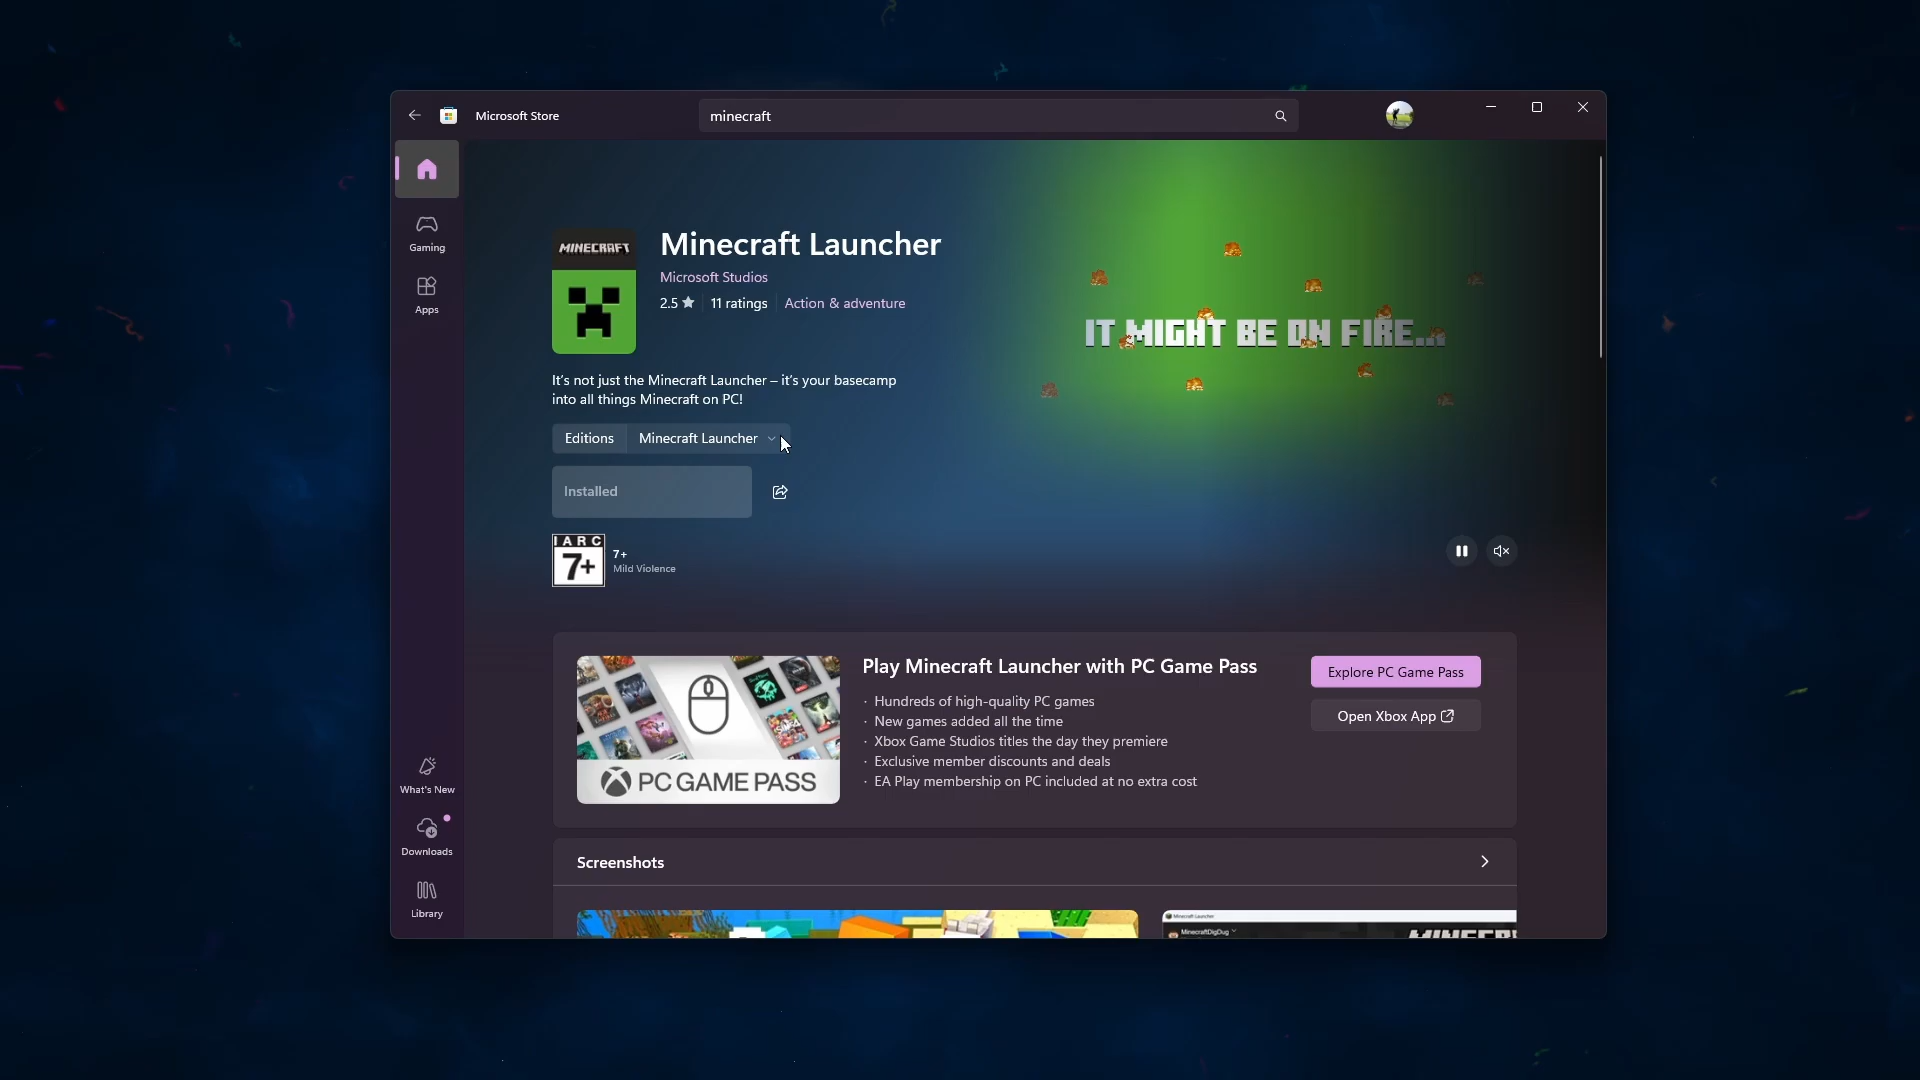 Microsoft Store
minecraft
Gaming
Apps
What's New
Downloads
Library
MINECRAFT
Minecraft Launcher
Microsoft Studios
2.5 ★ 11 ratings Action & adventure
It's not just the Minecraft Launcher – it's your basecamp
into all things Minecraft on PC!
Editions Minecraft Launcher
Installed
IARC
7+
7+
Mild Violence
IT MIGHT BE ON FIRE...
PC GAME PASS
Play Minecraft Launcher with PC Game Pass
· Hundreds of high-quality PC games
· New games added all the time
· Xbox Game Studios titles the day they premiere
· Exclusive member discounts and deals
· EA Play membership on PC included at no extra cost
Explore PC Game Pass
Open Xbox App
Screenshots
Minecraft Launcher
MinecraftDigDug